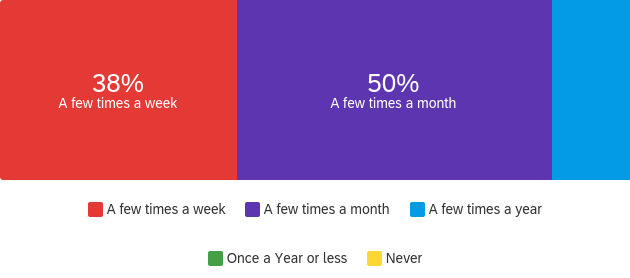 38%
A few times a week
50%
A few times a month
A few times a week
A few times a month
A few times a year
Once a Year or less
Never